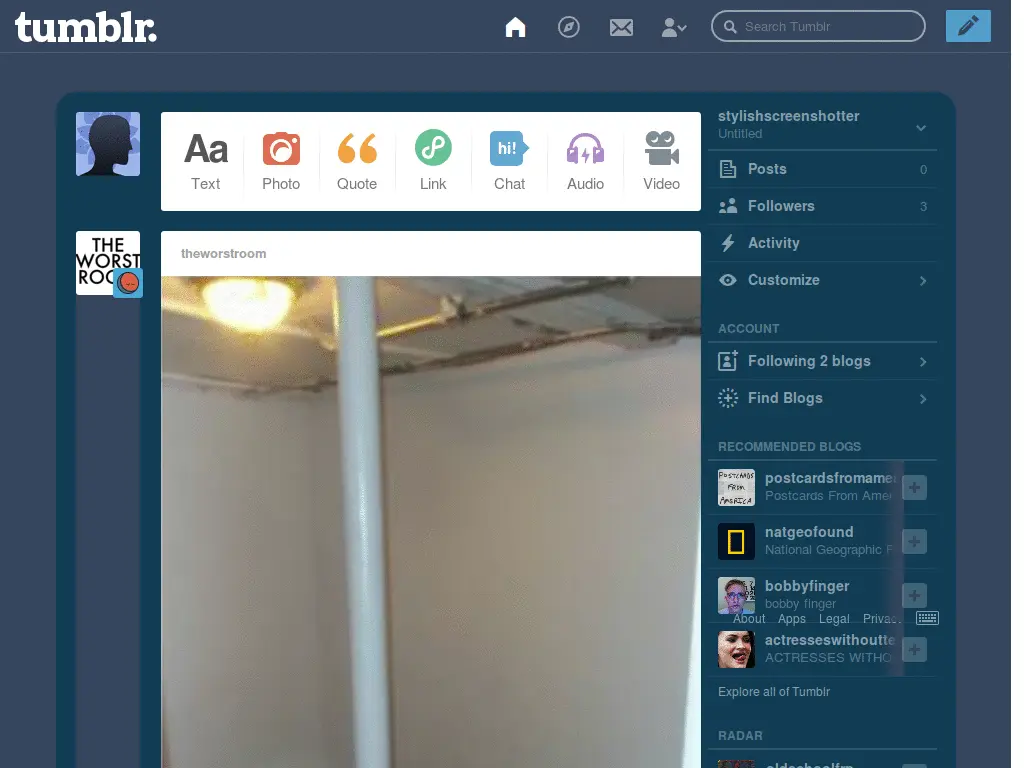 tumblr.
Search Tumblr
Aa
hi!
Text
Photo
Quote
Link
Chat
Audio
Video
THE
WORST
theworstroom
stylishscreenshotter
Untitled
Posts 0
Followers 3
Activity
Customize
ACCOUNT
Following 2 blogs
Find Blogs
RECOMMENDED BLOGS
POSTCARDS
FROM
AMERICA
postcardsfromame
Postcards From Amer
natgeofound
National Geographic F
bobbyfinger
bobby finger
About Apps Legal Privac
actresseswithoutte
ACTRESSES WITHO
Explore all of Tumblr
RADAR
oldschoolfrp